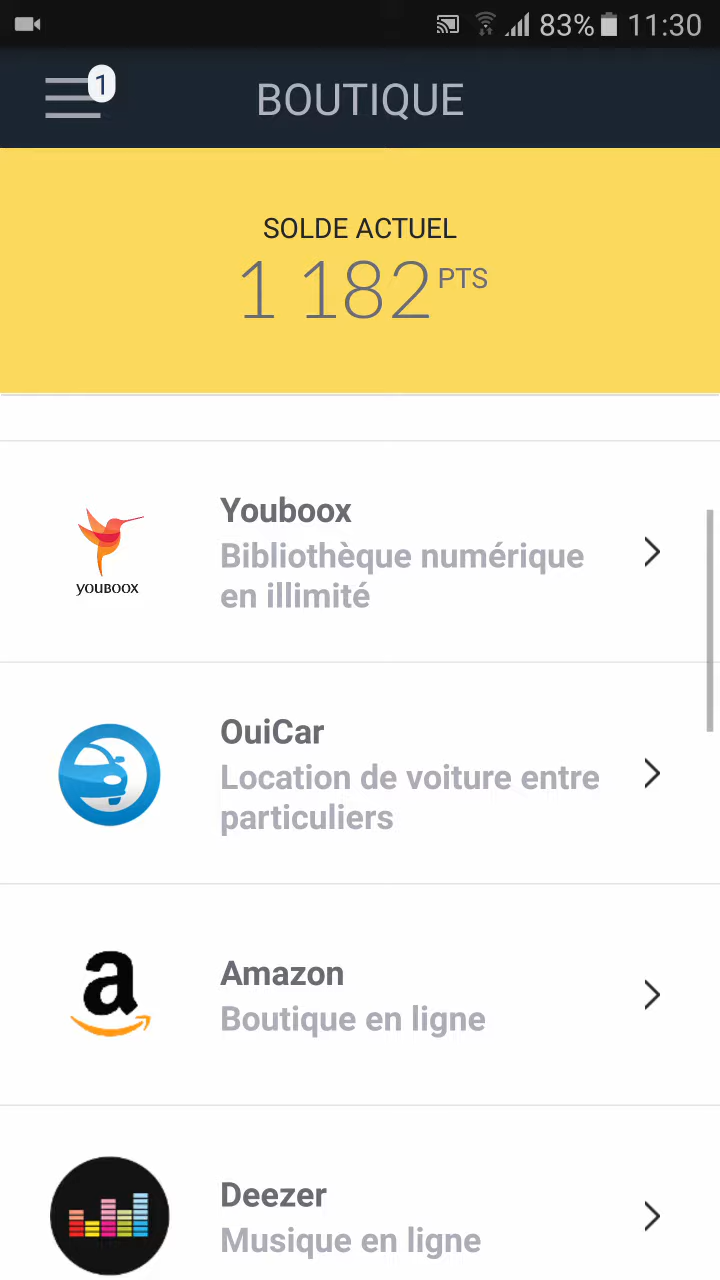 83% 11:30
1
BOUTIQUE
SOLDE ACTUEL
1 182 PTS
Youboox
Bibliothèque numérique
en illimité
YOUBOOX
OuiCar
Location de voiture entre
particuliers
a
Amazon
Boutique en ligne
Deezer
Musique en ligne